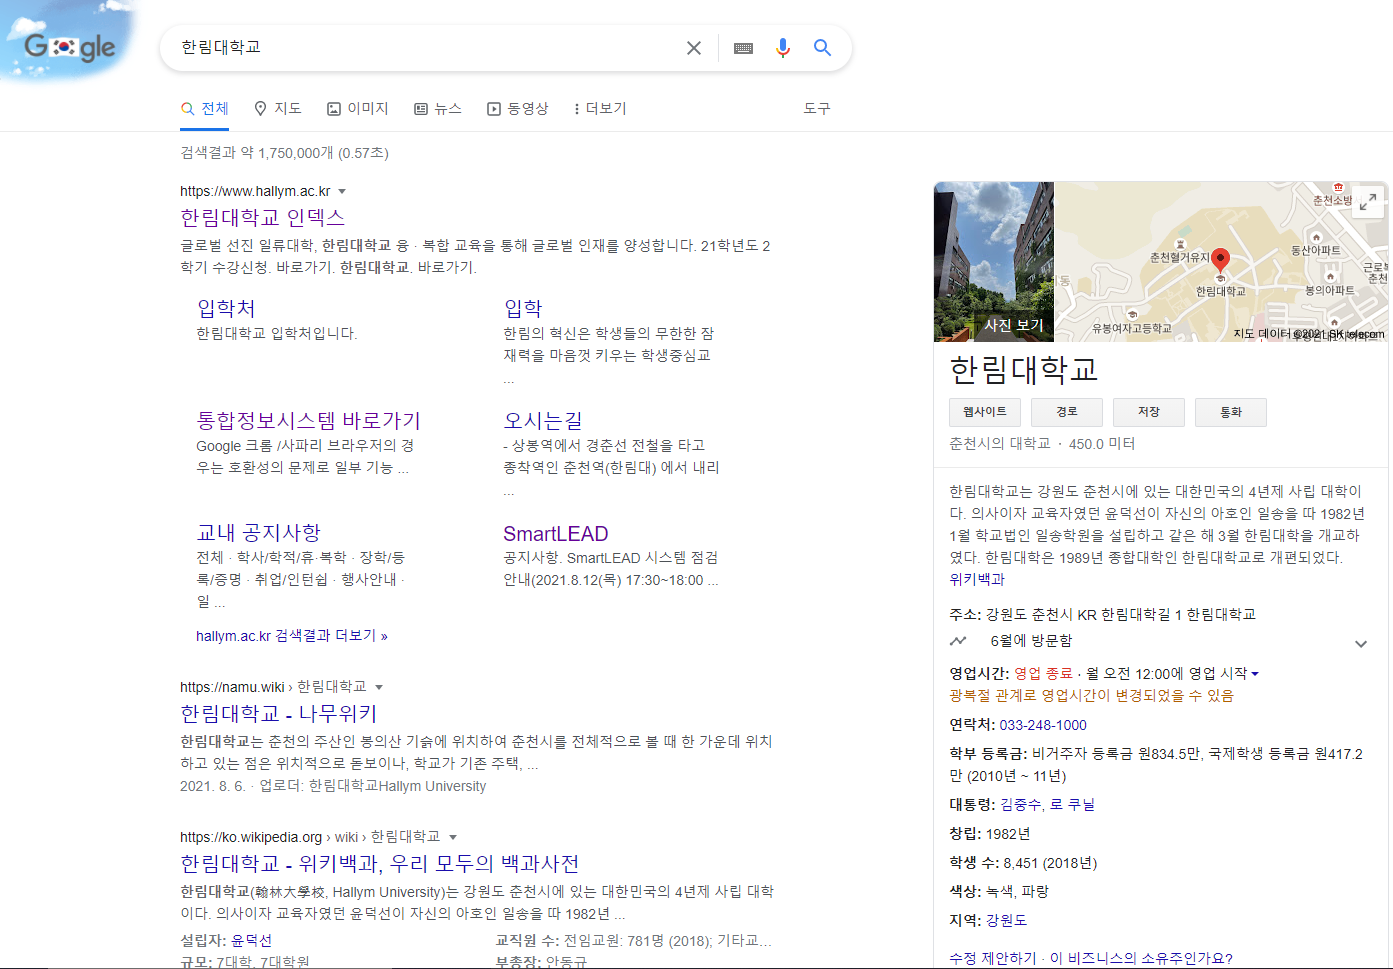 Google
한림대학교
전체
지도
이미지
뉴스
동영상
더보기
도구
검색결과 약 1,750,000개 (0.57초)
https://www.hallym.ac.kr
한림대학교 인덱스
글로벌 선진 일류대학, 한림대학교 융 · 복합 교육을 통해 글로벌 인재를 양성합니다. 21학년도 2
학기 수강신청. 바로가기. 한림대학교. 바로가기.
입학처
한림대학교 입학처입니다.
입학
한림의 혁신은 학생들의 무한한 잠
재력을 마음껏 키우는 학생중심교
...
통합정보시스템 바로가기
Google 크롬 /사파리 브라우저의 경
우는 호환성의 문제로 일부 기능 ...
오시는길
- 상봉역에서 경춘선 전철을 타고
종착역인 춘천역(한림대) 에서 내리
...
교내 공지사항
전체 · 학사/학적/휴·복학 · 장학/등
록/증명 · 취업/인턴쉽 · 행사안내 ·
일 ...
SmartLEAD
공지사항. SmartLEAD 시스템 점검
안내(2021.8.12(목) 17:30~18:00 ...
hallym.ac.kr 검색결과 더보기 »
https://namu.wiki › 한림대학교
한림대학교 - 나무위키
한림대학교는 춘천의 주산인 봉의산 기슭에 위치하여 춘천시를 전체적으로 볼 때 한 가운데 위치
하고 있는 점은 위치적으로 돋보이나, 학교가 기존 주택, ...
2021. 8. 6. · 업로더: 한림대학교Hallym University
https://ko.wikipedia.org › wiki › 한림대학교
한림대학교 - 위키백과, 우리 모두의 백과사전
한림대학교(翰林大學校, Hallym University)는 강원도 춘천시에 있는 대한민국의 4년제 사립 대학
이다. 의사이자 교육자였던 윤덕선이 자신의 아호인 일송을 따 1982년 ...
설립자: 윤덕선
교직원 수: 전임교원: 781명 (2018); 기타교...
규모: 7대학, 7대학원
부총장: 안동규
사진 보기
춘천소방
동산아파트
춘천혈거유지
근로복
춘천
한림대학교
봉의아파트
유봉여자고등학교
지도 데이터 ©2021 SK telecom
한림대학교
웹사이트
경로
저장
통화
춘천시의 대학교 · 450.0 미터
한림대학교는 강원도 춘천시에 있는 대한민국의 4년제 사립 대학이
다. 의사이자 교육자였던 윤덕선이 자신의 아호인 일송을 따 1982년
1월 학교법인 일송학원을 설립하고 같은 해 3월 한림대학을 개교하
였다. 한림대학은 1989년 종합대학인 한림대학교로 개편되었다.
위키백과
주소: 강원도 춘천시 KR 한림대학길 1 한림대학교
6월에 방문함
영업시간: 영업 종료 · 월 오전 12:00에 영업 시작
광복절 관계로 영업시간이 변경되었을 수 있음
연락처: 033-248-1000
학부 등록금: 비거주자 등록금 원834.5만, 국제학생 등록금 원417.2
만 (2010년 ~ 11년)
대통령: 김중수, 로 쿠닐
창립: 1982년
학생 수: 8,451 (2018년)
색상: 녹색, 파랑
지역: 강원도
수정 제안하기 · 이 비즈니스의 소유주인가요?